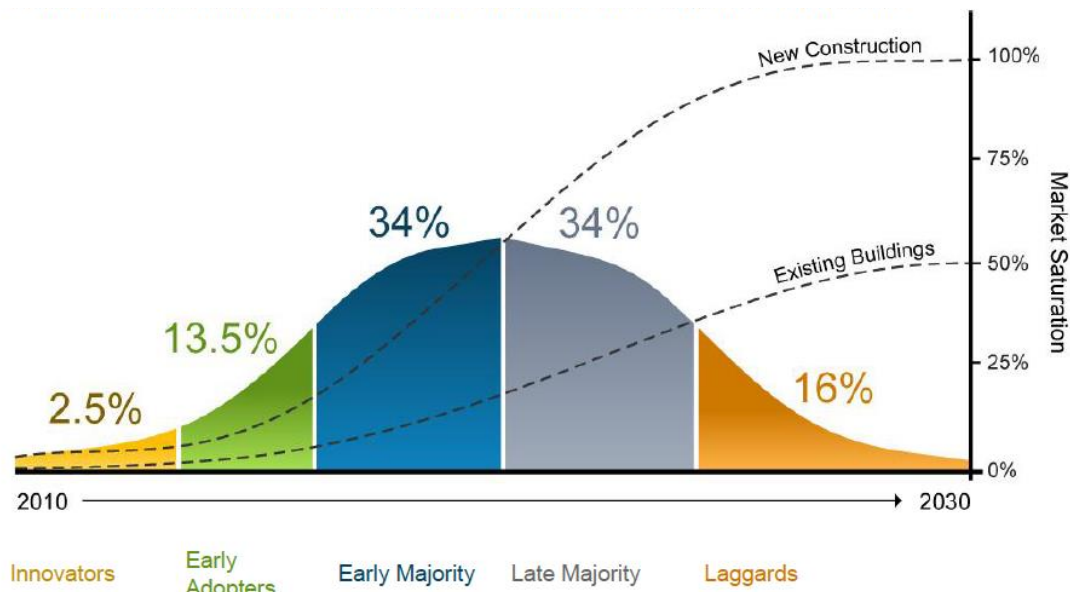 New Construction
100%
75%
34%
34%
Existing Buildings
50%
Market Saturation
13.5%
25%
2.5%
16%
0%
2010
2030
Innovators
Early
Adopters
Early Majority
Late Majority
Laggards